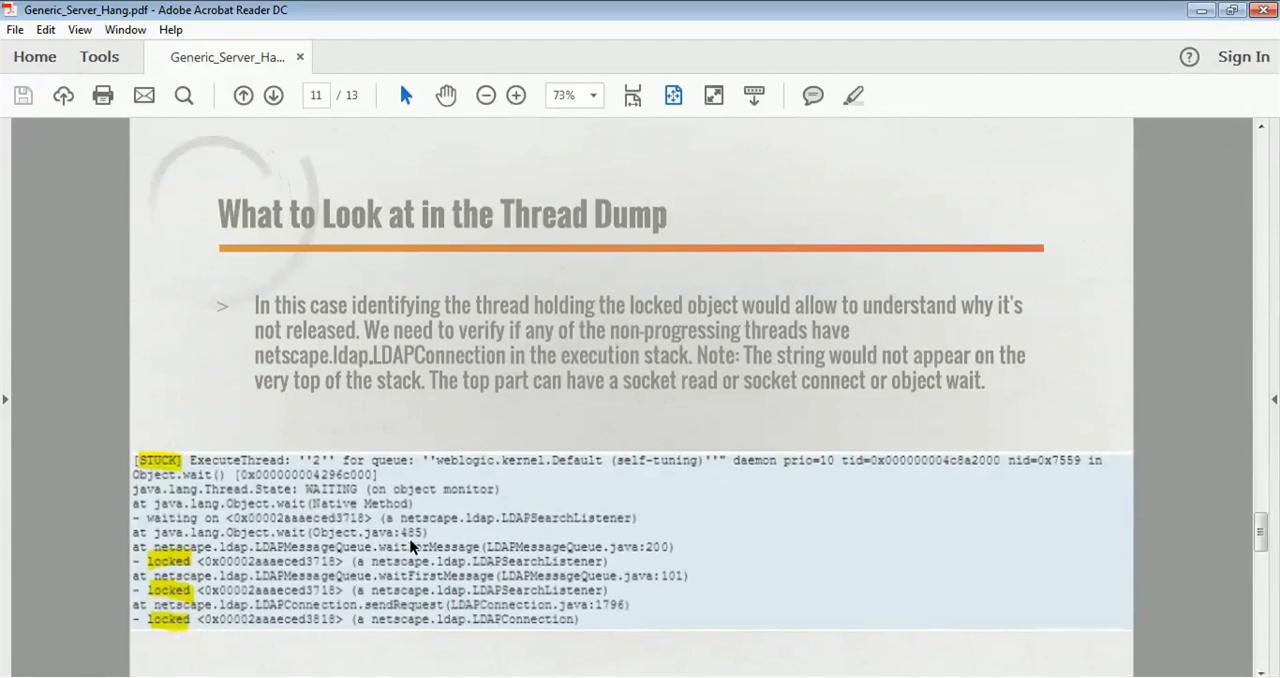 Generic_Server_Hang.pdf - Adobe Acrobat Reader DC
File Edit View Window Help
Home Tools Generic_Server_Ha... × Sign In
11 / 13 73%
What to Look at in the Thread Dump
> In this case identifying the thread holding the locked object would allow to understand why it's
not released. We need to verify if any of the non-progressing threads have
netscape.ldap.LDAPConnection in the execution stack. Note: The string would not appear on the
very top of the stack. The top part can have a socket read or socket connect or object wait.
[STUCK] ExecuteThread: ''2'' for queue: ''weblogic.kernel.Default (self-tuning)''" daemon prio=10 tid=0x000000004c8a2000 nid=0x7559 in
Object.wait() [0x000000004296c000]
java.lang.Thread.State: WAITING (on object monitor)
at java.lang.Object.wait(Native Method)
- waiting on <0x00002aaaeced3718> (a netscape.ldap.LDAPSearchListener)
at java.lang.Object.wait(Object.java:485)
at (LDAPMessageQueue.java:200)
- locked <0x00002aaaeced3718> (a netscape.ldap.LDAPSearchListener)
at netscape.ldap.LDAPMessageQueue.waitFirstMessage(LDAPMessageQueue.java:101)
- locked <0x00002aaaeced3718> (a netscape.ldap.LDAPSearchListener)
at netscape.ldap.LDAPConnection.sendRequest(LDAPConnection.java:1796)
- locked <0x00002aaaeced3818> (a netscape.ldap.LDAPConnection)